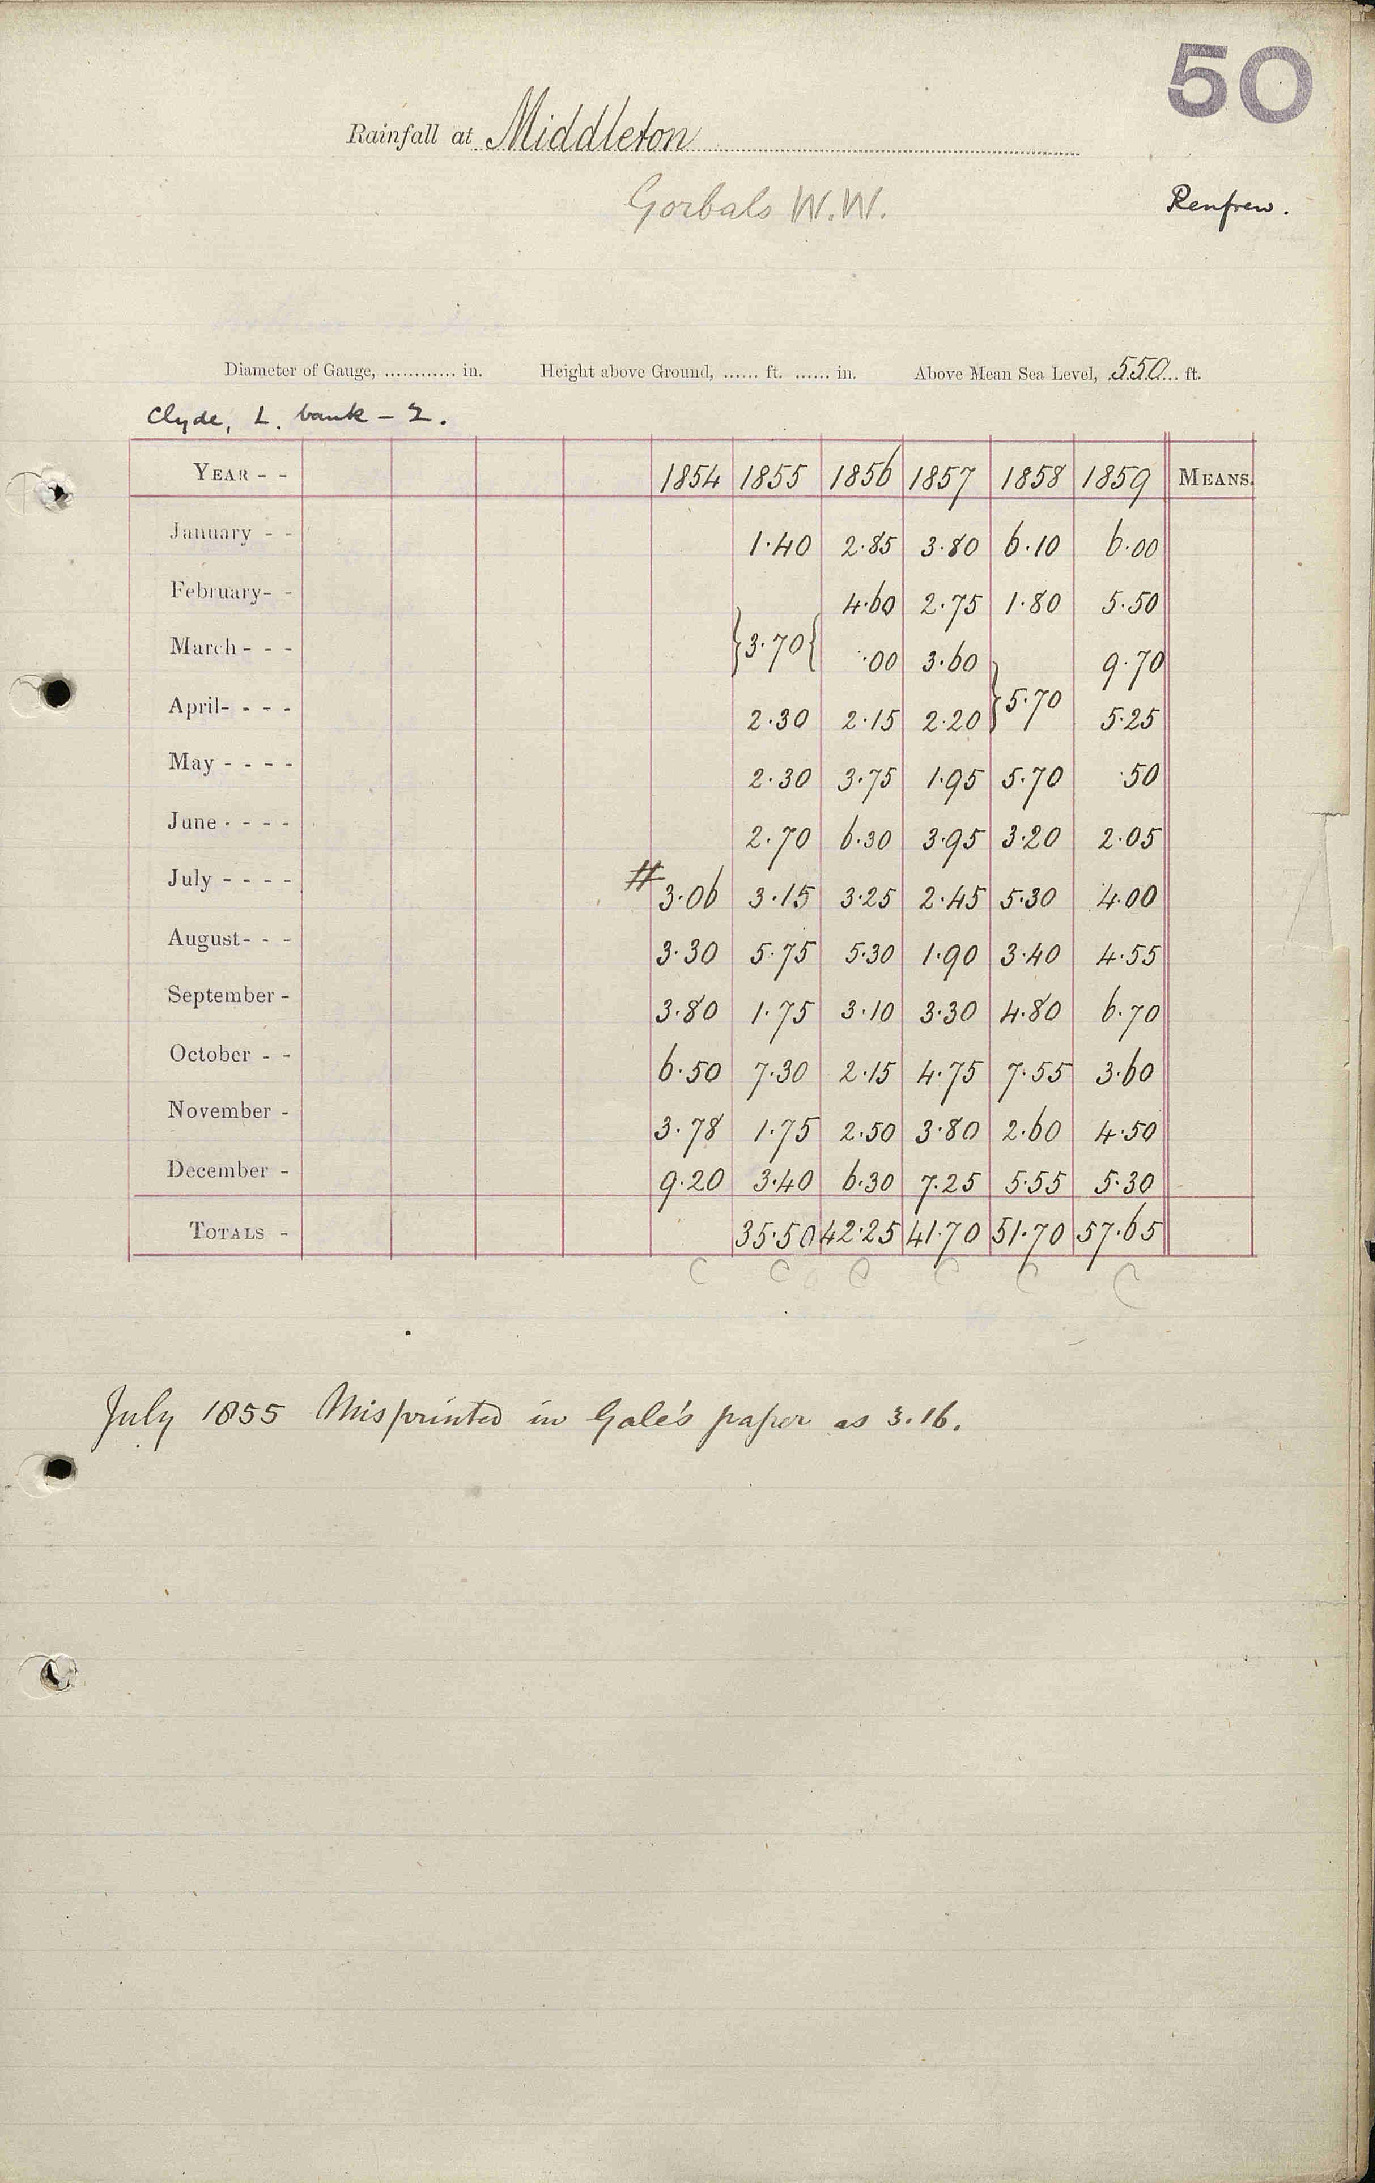 50
Rainfall at Middleton
Gorbals W.W.
Renfrew.
Diameter of Gauge, ............ in. Height above Ground, ...... ft. ...... in. Above Mean Sea Level, 550 ft.
Clyde, L. bank – 2.
YEAR - - 1854 1855 1856 1857 1858 1859 MEANS.
January - - 1.40 2.85 3.80 6.10 6.00
February- - 4.60 2.75 1.80 5.50
March - - - }3.70{ .00 3.60 9.70
April- - - - 2.30 2.15 2.20 }5.70 5.25
May - - - - 2.30 3.75 1.95 5.70 .50
June - - - - 2.70 6.30 3.95 3.20 2.05
July - - - - # 3.06 3.15 3.25 2.45 5.30 4.00
August- - - 3.30 5.75 5.30 1.90 3.40 4.55
September - 3.80 1.75 3.10 3.30 4.80 6.70
October - - 6.50 7.30 2.15 4.75 7.55 3.60
November - 3.78 1.75 2.50 3.80 2.60 4.50
December - 9.20 3.40 6.30 7.25 5.55 5.30
TOTALS - 35.50 42.25 41.70 51.70 57.65
C C C C C C
July 1855 Misprinted in Gale's paper as 3.16.